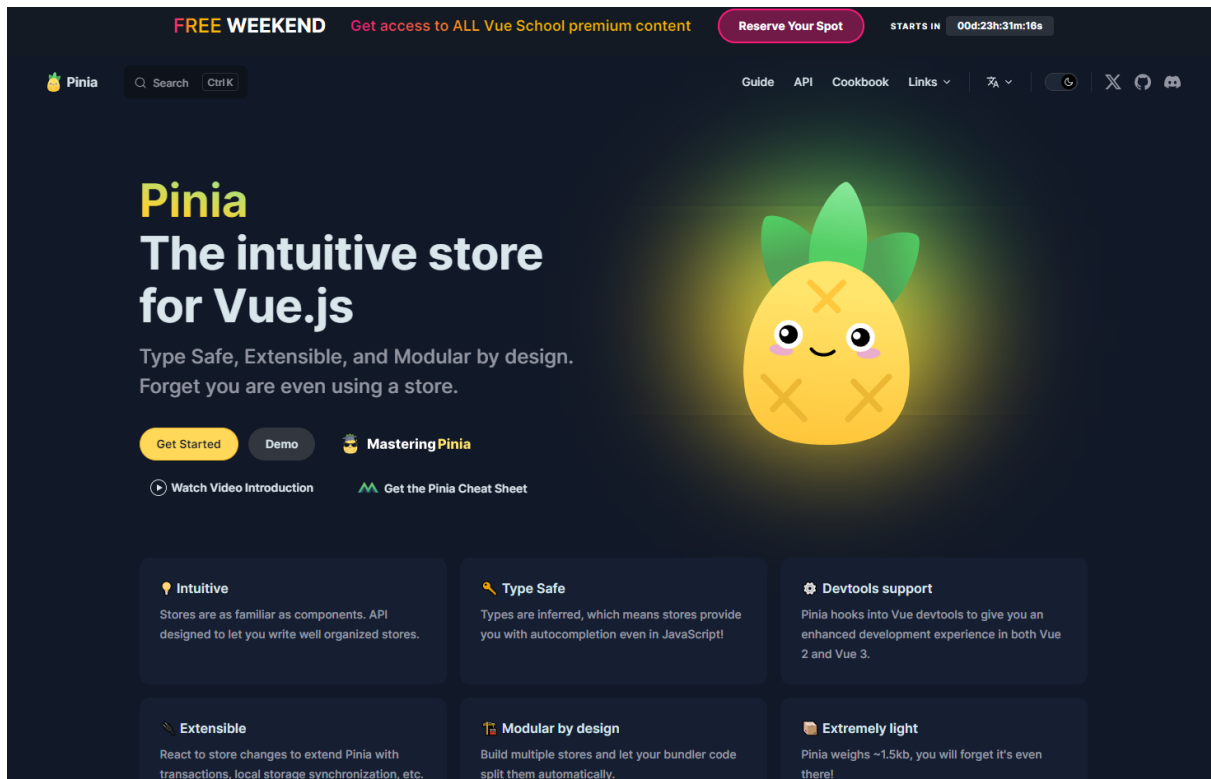 FREE WEEKEND Get access to ALL Vue School premium content Reserve Your Spot STARTS IN 00d:23h:31m:16s
Pinia Search Ctrl K Guide API Cookbook Links
Pinia
The intuitive store
for Vue.js
Type Safe, Extensible, and Modular by design.
Forget you are even using a store.
Get Started Demo Mastering Pinia
Watch Video Introduction Get the Pinia Cheat Sheet
Intuitive
Stores are as familiar as components. API
designed to let you write well organized stores.
Type Safe
Types are inferred, which means stores provide
you with autocompletion even in JavaScript!
Devtools support
Pinia hooks into Vue devtools to give you an
enhanced development experience in both Vue
2 and Vue 3.
Extensible
React to store changes to extend Pinia with
transactions, local storage synchronization, etc.
Modular by design
Build multiple stores and let your bundler code
split them automatically.
Extremely light
Pinia weighs ~1.5kb, you will forget it's even
there!